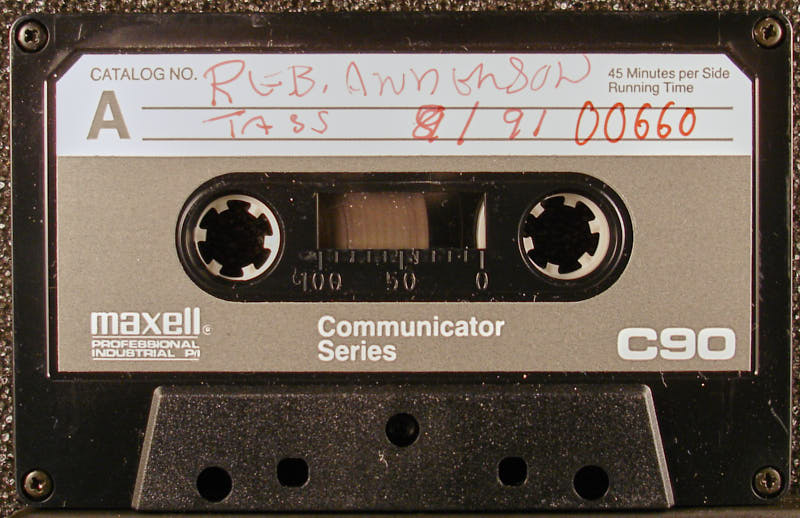 CATALOG NO. REB. ANDERSON 45 Minutes per Side
Running Time
A TASS 8/91 00660
100 50 0
maxell®
PROFESSIONAL
INDUSTRIAL P/I
Communicator
Series
C90